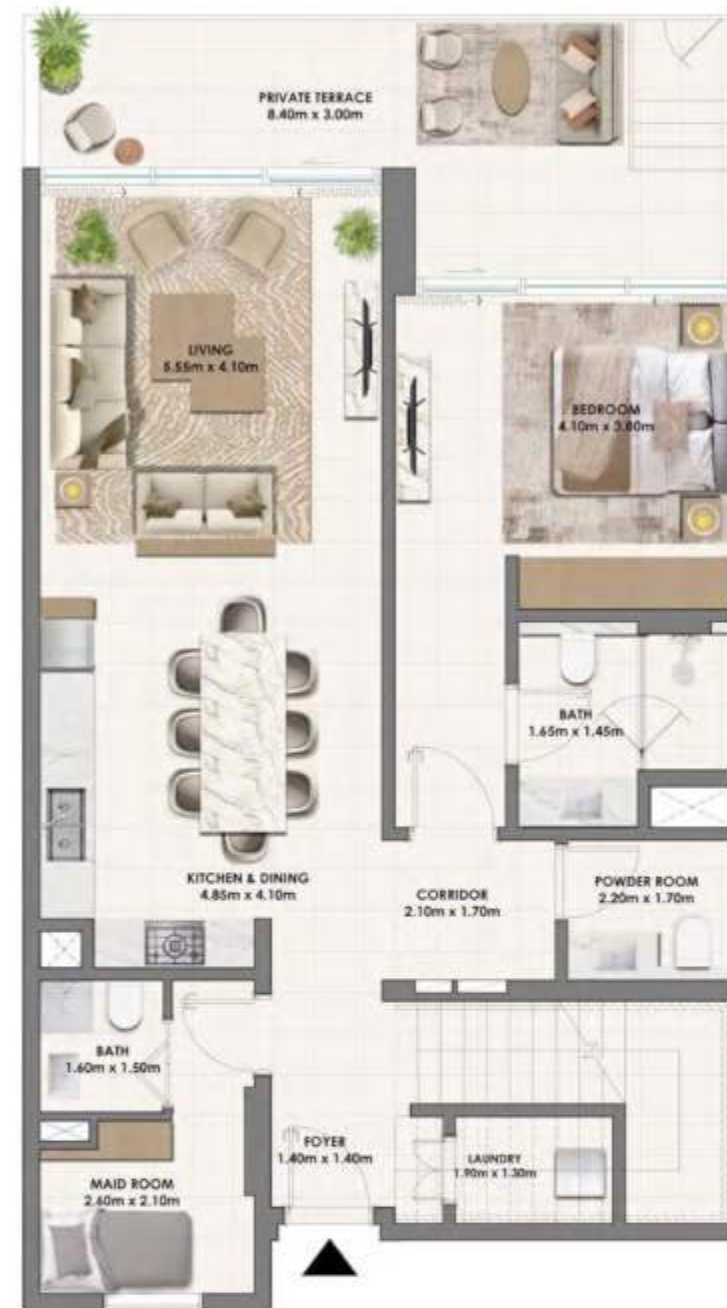 PRIVATE TERRACE
8.40m x 3.00m
LIVING
5.55m x 4.10m
BEDROOM
4.10m x 3.80m
BATH
1.65m x 1.45m
KITCHEN & DINING
4.85m x 4.10m
CORRIDOR
2.10m x 1.70m
POWDER ROOM
2.20m x 1.70m
BATH
1.60m x 1.50m
FOYER
1.40m x 1.40m
LAUNDRY
1.90m x 1.30m
MAID ROOM
2.60m x 2.10m